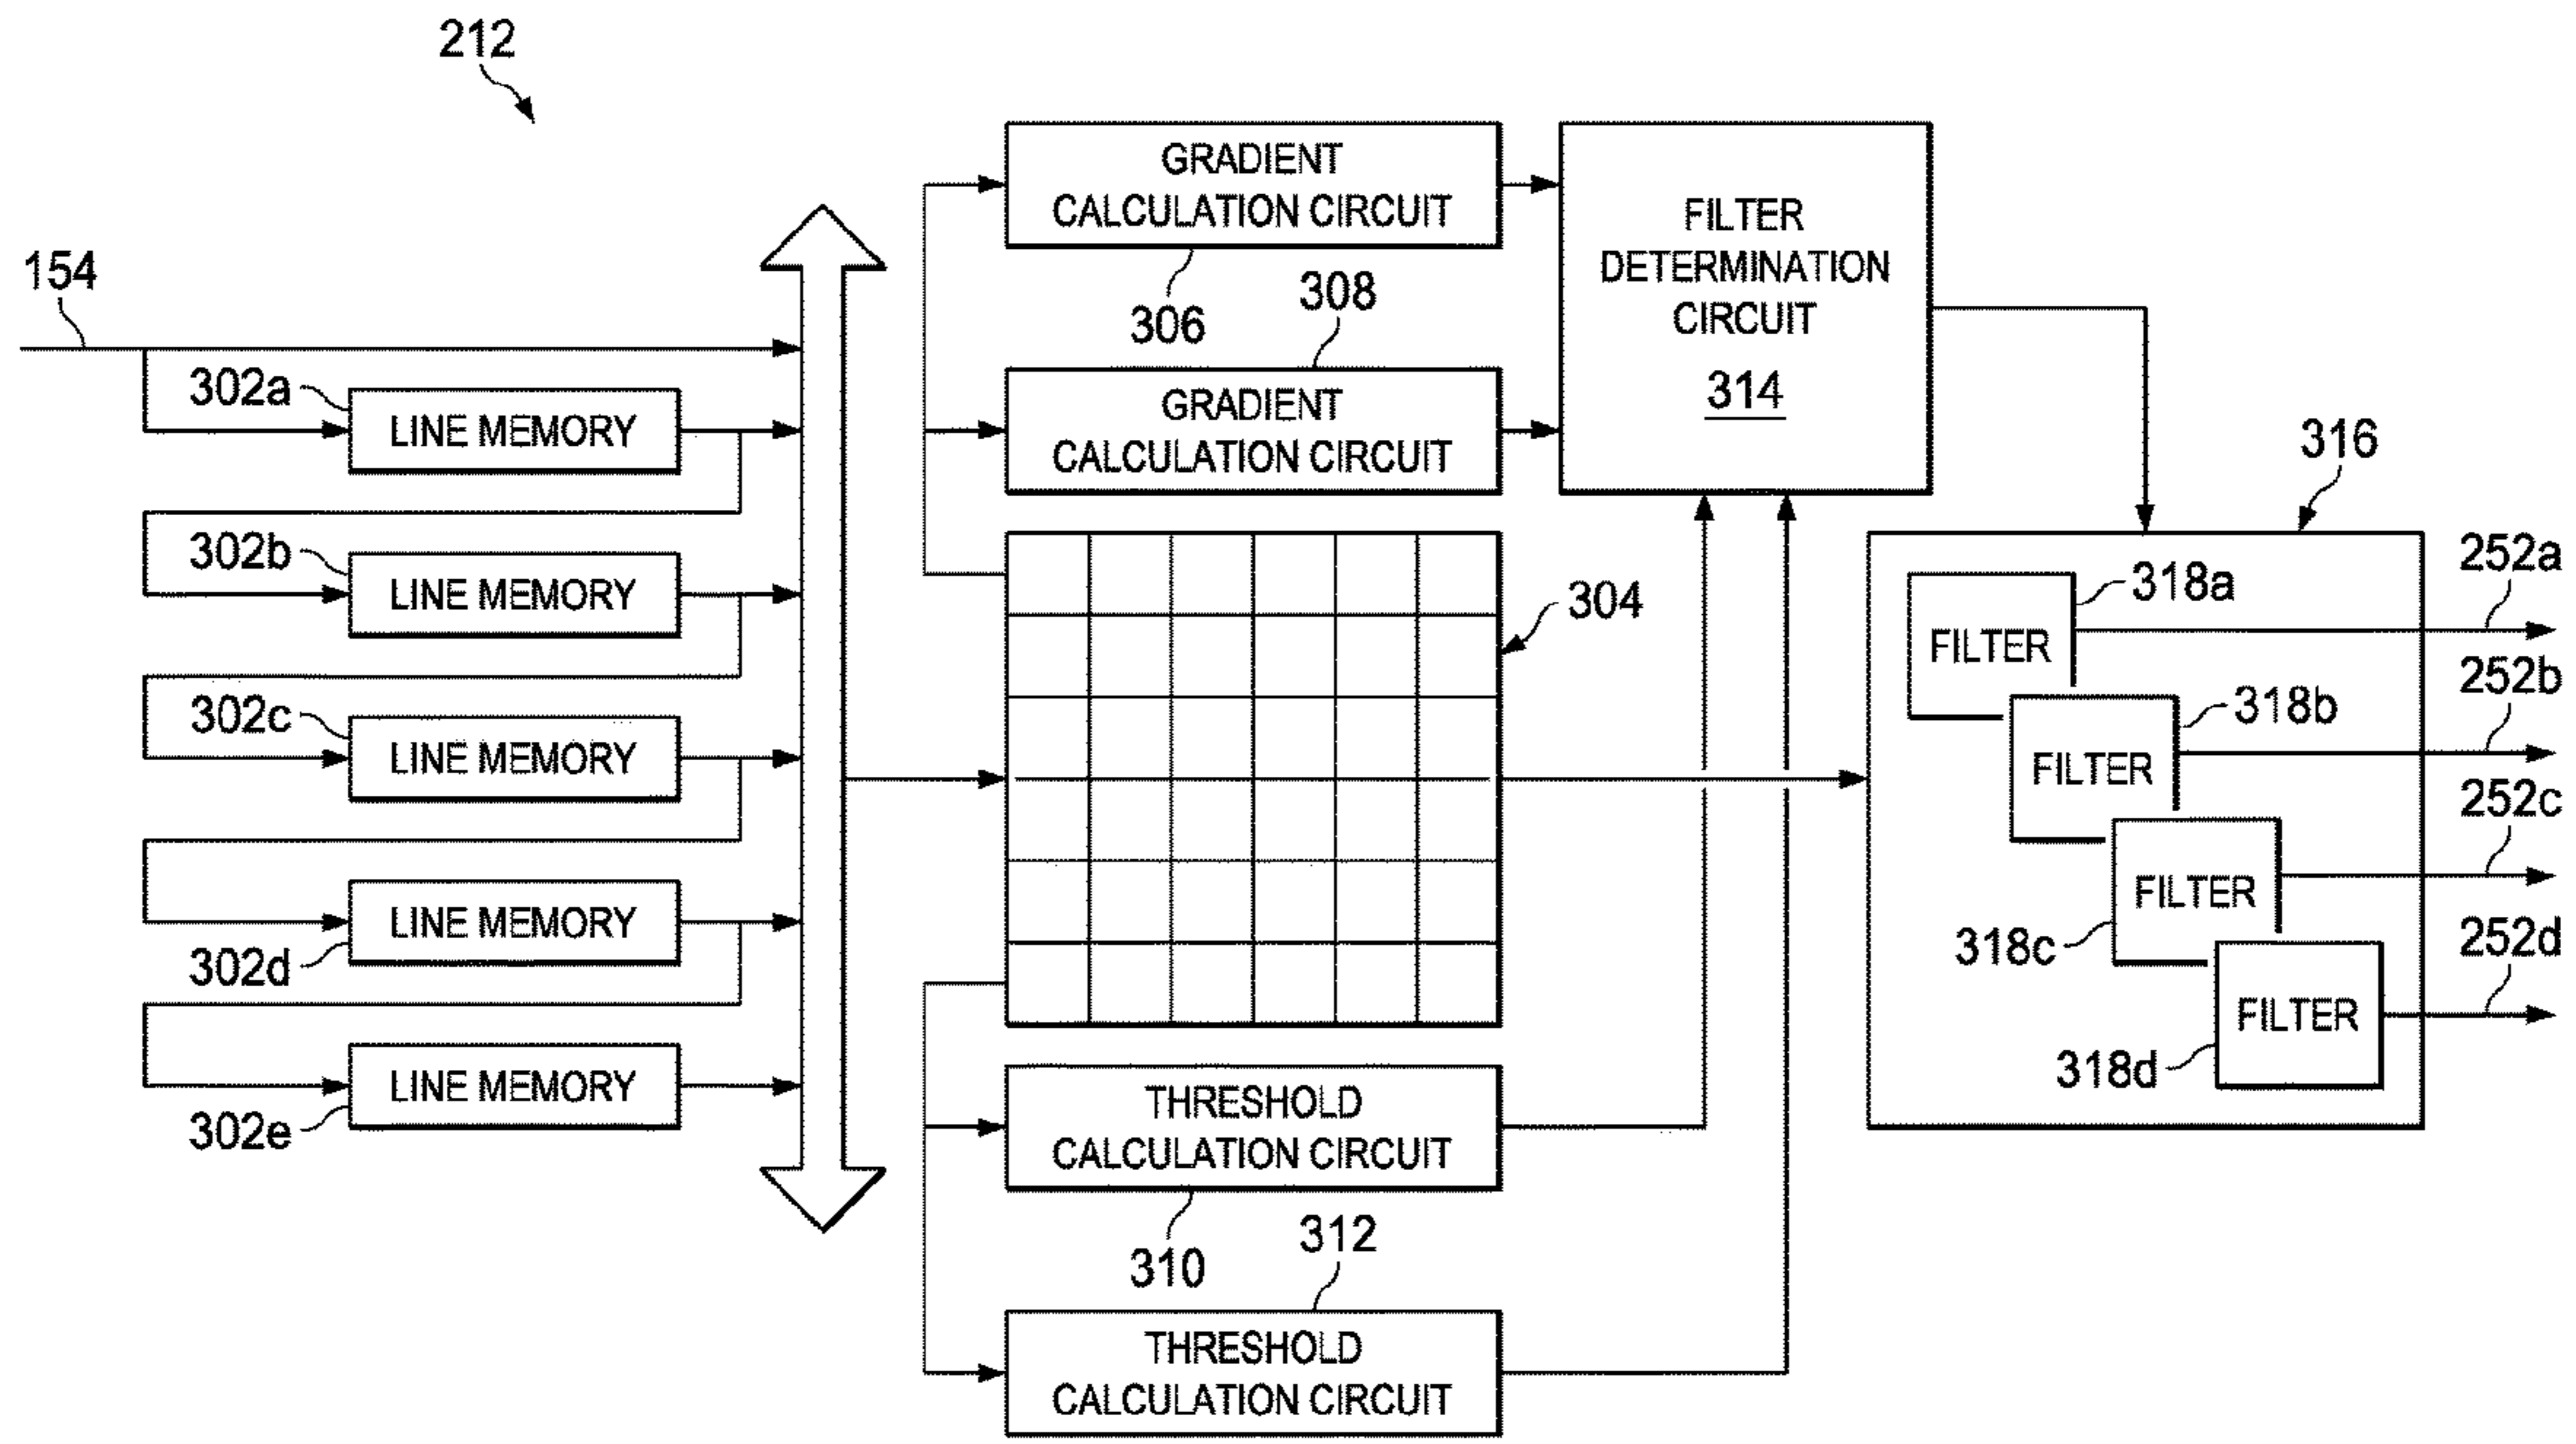 212
154
302a
LINE MEMORY
302b
LINE MEMORY
302c
LINE MEMORY
LINE MEMORY
302d
LINE MEMORY
302e
GRADIENT
CALCULATION CIRCUIT
306
308
GRADIENT
CALCULATION CIRCUIT
304
THRESHOLD
CALCULATION CIRCUIT
310
312
THRESHOLD
CALCULATION CIRCUIT
FILTER
DETERMINATION
CIRCUIT
314
316
318a
FILTER
318b
FILTER
FILTER
318c
FILTER
318d
252a
252b
252c
252d